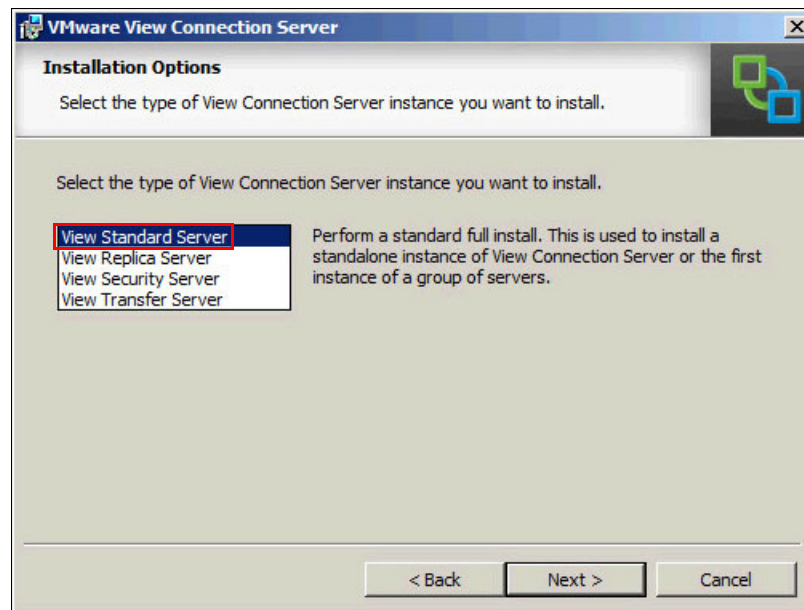 VMware View Connection Server
Installation Options
Select the type of View Connection Server instance you want to install.
Select the type of View Connection Server instance you want to install.
View Standard Server
View Replica Server
View Security Server
View Transfer Server
Perform a standard full install. This is used to install a
standalone instance of View Connection Server or the first
instance of a group of servers.
< Back
Next >
Cancel